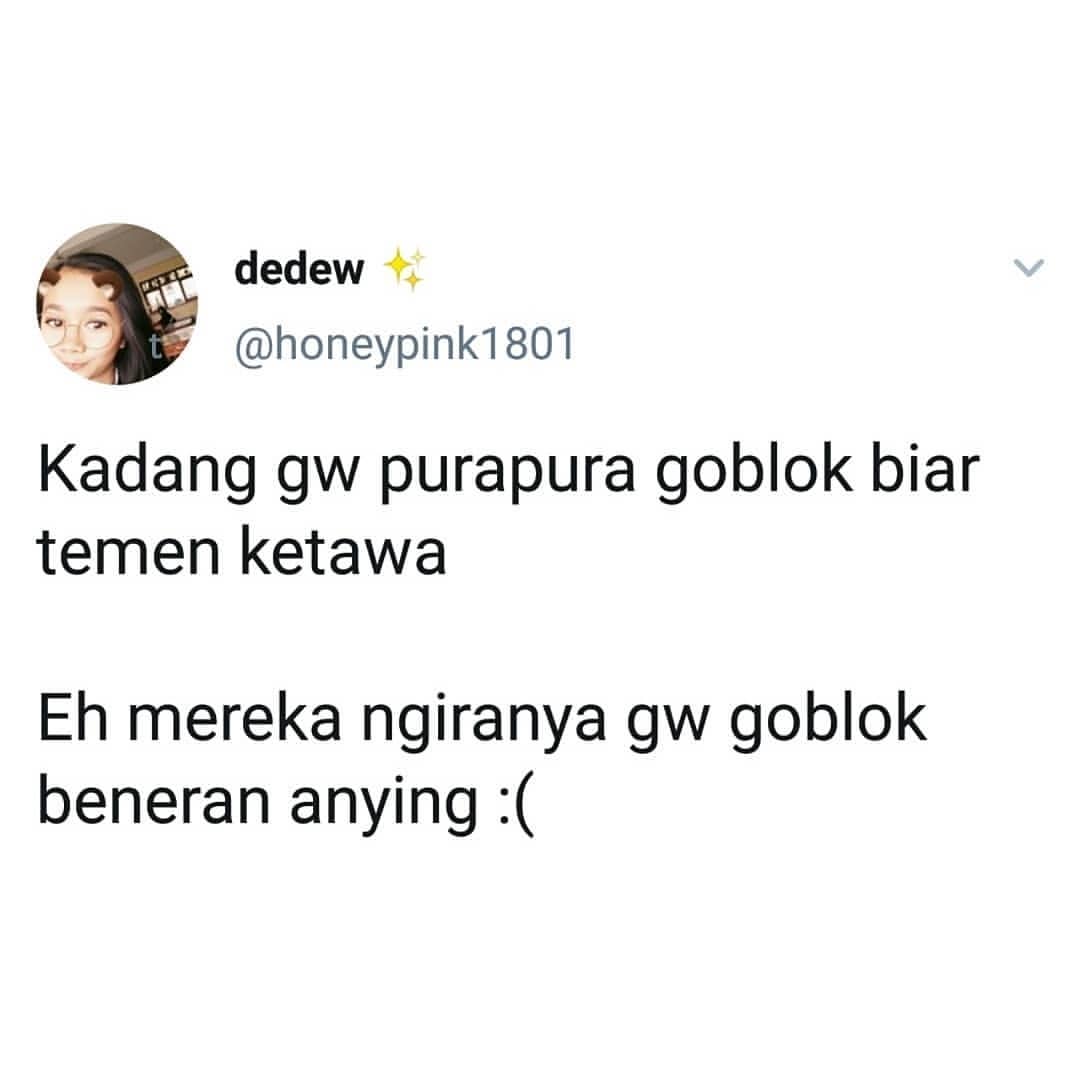 dedew ✨
@honeypink1801
Kadang gw purapura goblok biar
temen ketawa
Eh mereka ngiranya gw goblok
beneran anying :(